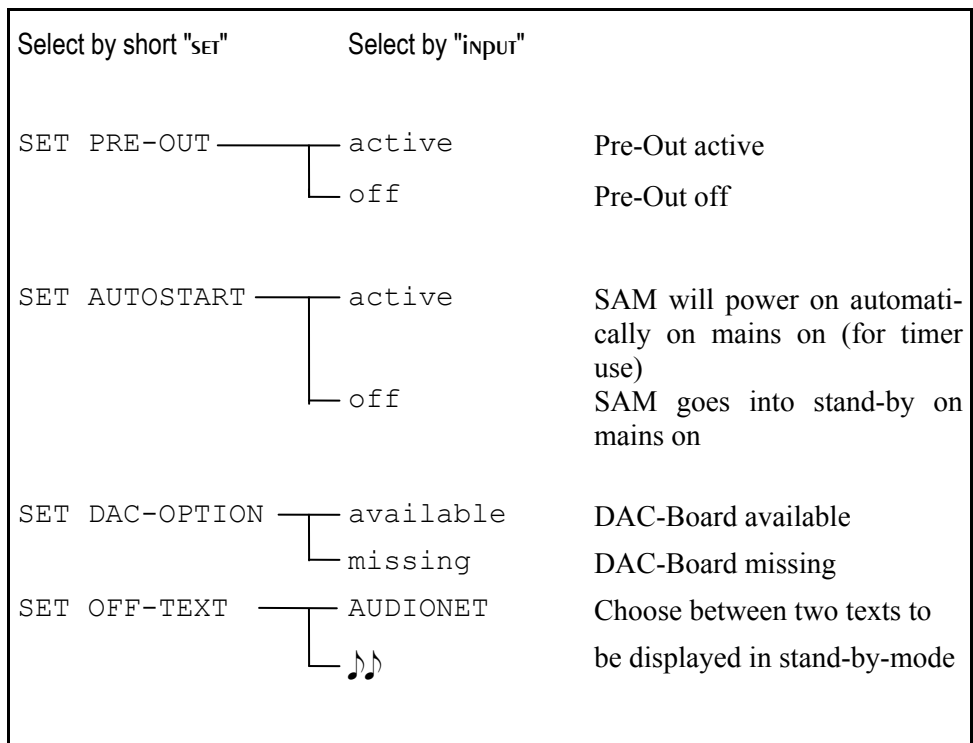 Select by short "SET" Select by "iNPUT"
SET PRE-OUT active Pre-Out active
off Pre-Out off
SET AUTOSTART active SAM will power on automati-
cally on mains on (for timer
use)
off SAM goes into stand-by on
mains on
SET DAC-OPTION available DAC-Board available
missing DAC-Board missing
SET OFF-TEXT AUDIONET Choose between two texts to
♪♪ be displayed in stand-by-mode